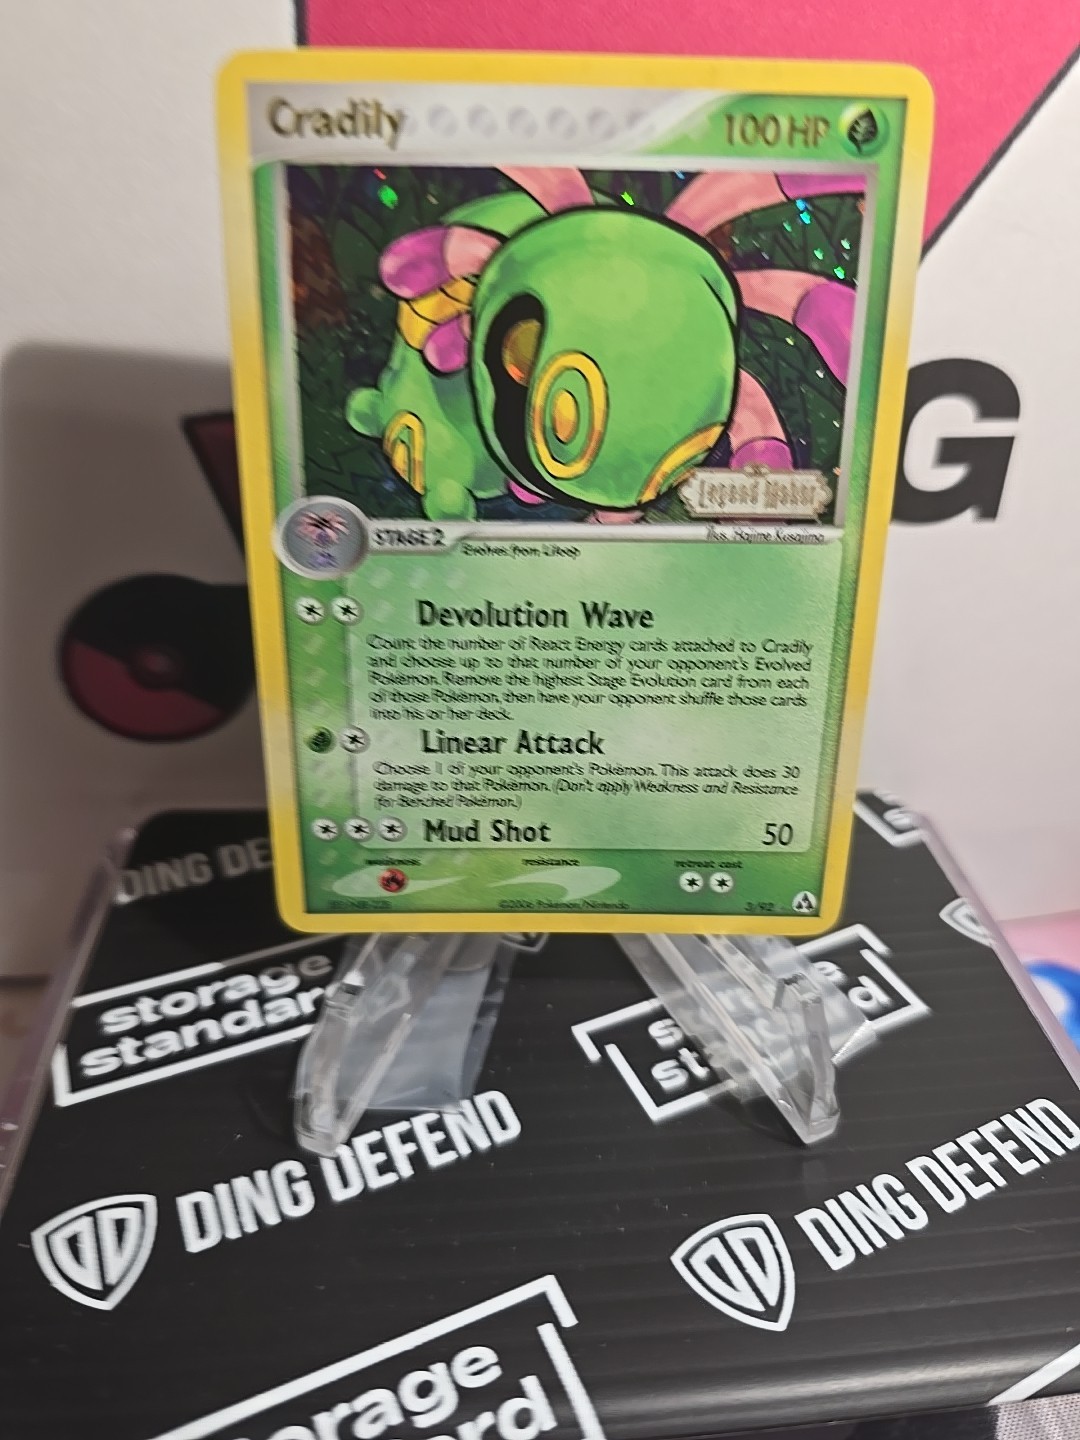 Cradily
100 HP
Legend Maker
STAGE 2
Illus. Hajime Kusajima
Evolves from Lileep
Devolution Wave
Count the number of React Energy cards attached to Cradily
and choose up to that number of your opponent's Evolved
Pokémon. Remove the highest Stage Evolution card from each
of those Pokémon, then have your opponent shuffle those cards
into his or her deck.
Linear Attack
Choose 1 of your opponent's Pokémon. This attack does 30
damage to that Pokémon. (Don't apply Weakness and Resistance
for Benched Pokémon.)
Mud Shot 50
weakness resistance retreat cost
©2006 Pokémon/Nintendo
3/92
G
DING DE
storage
standard
DING DEFEND
DING DEFEND
orage
rd